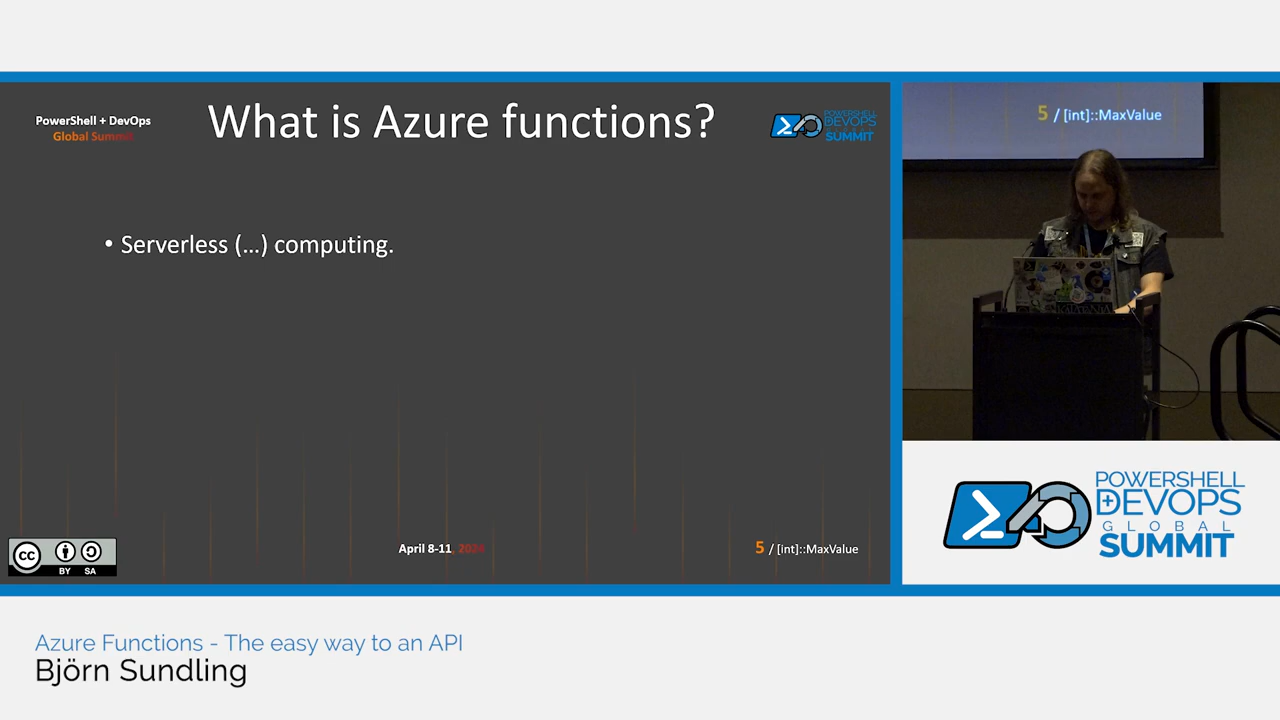 PowerShell + DevOps
Global Summit
What is Azure functions?
POWERSHELL
DEVOPS
GLOBAL
SUMMIT
• Serverless (...) computing.
cc
BY SA
April 8-11, 2024
5 / [int]::MaxValue
5 / [int]::MaxValue
POWERSHELL
+DEVOPS
GLOBAL
SUMMIT
Azure Functions - The easy way to an API
Björn Sundling